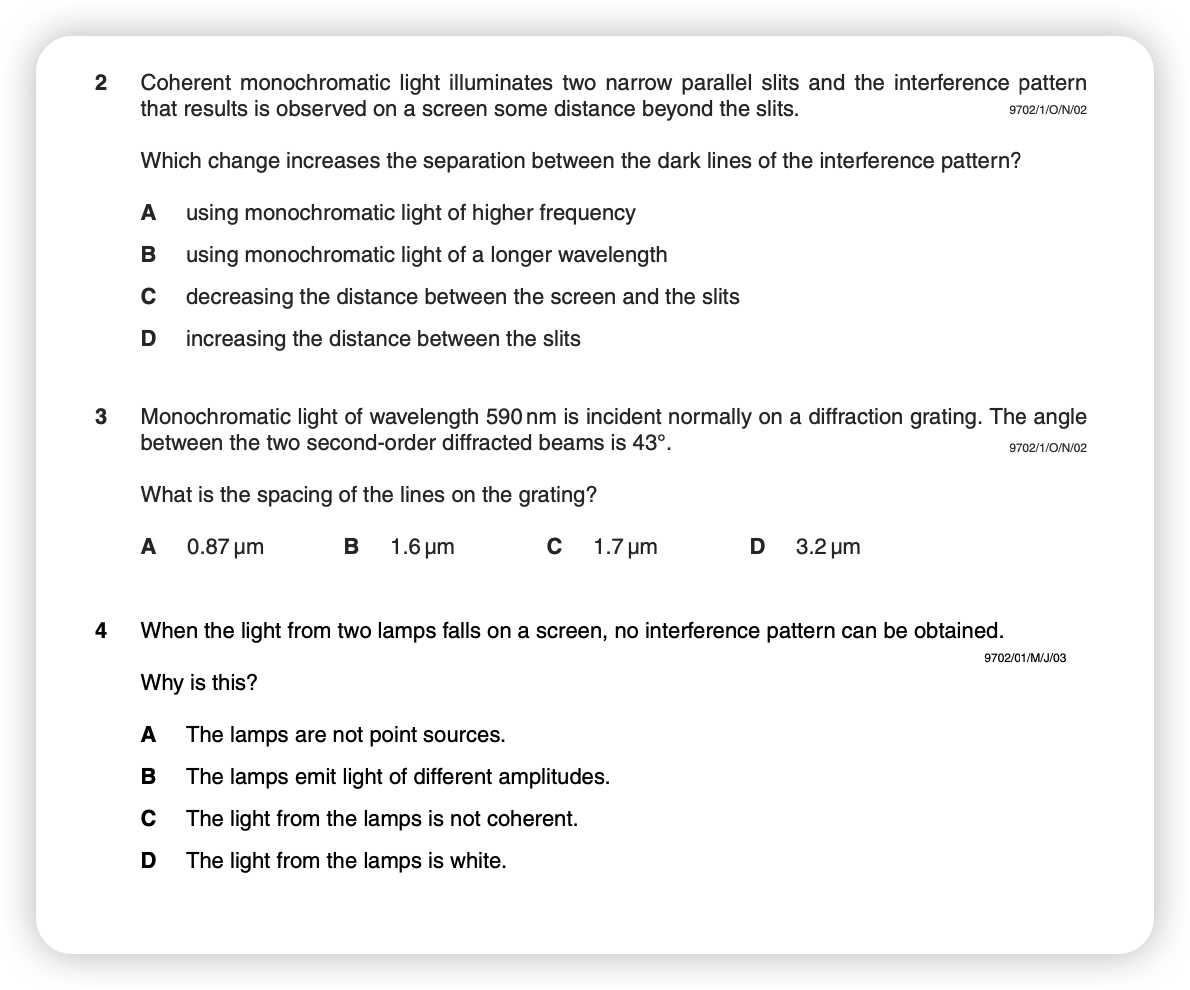 2 Coherent monochromatic light illuminates two narrow parallel slits and the interference pattern
that results is observed on a screen some distance beyond the slits.
9702/1/O/N/02
Which change increases the separation between the dark lines of the interference pattern?
A using monochromatic light of higher frequency
B using monochromatic light of a longer wavelength
C decreasing the distance between the screen and the slits
D increasing the distance between the slits
3 Monochromatic light of wavelength 590 nm is incident normally on a diffraction grating. The angle
between the two second-order diffracted beams is 43°.
9702/1/O/N/02
What is the spacing of the lines on the grating?
A 0.87 µm B 1.6 µm C 1.7 µm D 3.2 µm
4 When the light from two lamps falls on a screen, no interference pattern can be obtained.
9702/01/M/J/03
Why is this?
A The lamps are not point sources.
B The lamps emit light of different amplitudes.
C The light from the lamps is not coherent.
D The light from the lamps is white.